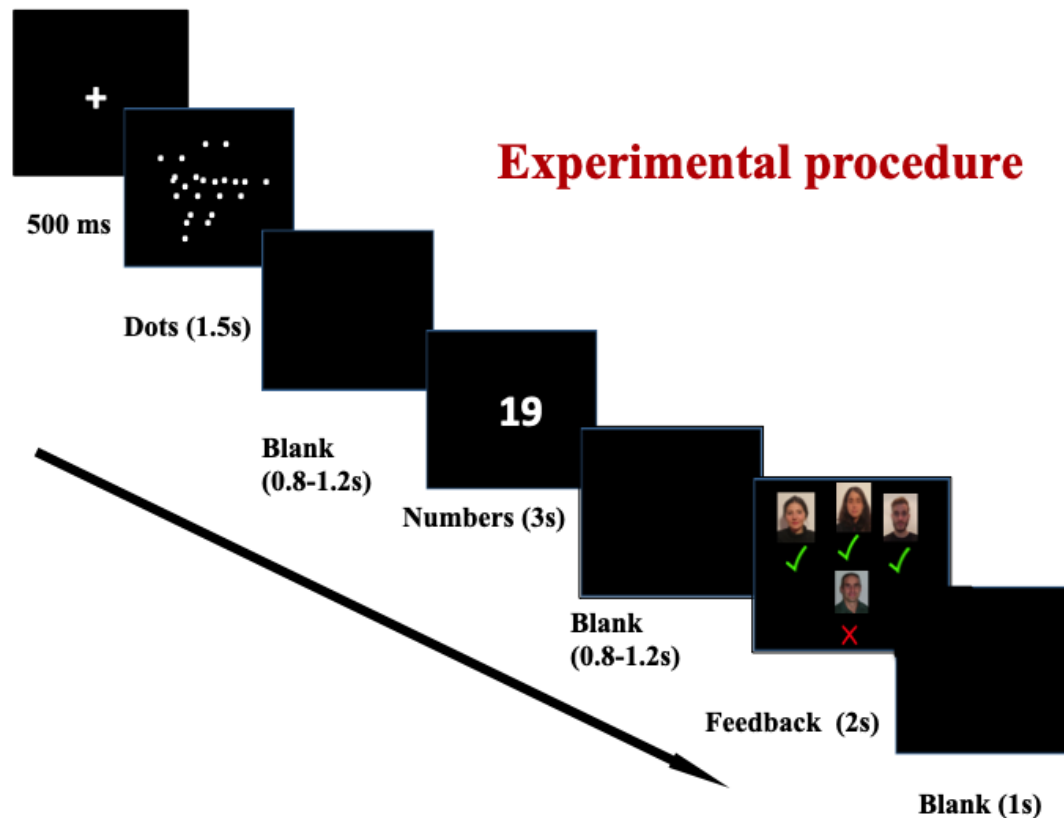 +
Experimental procedure
500 ms
Dots (1.5s)
19
Blank
(0.8-1.2s)
Numbers (3s)
Blank
(0.8-1.2s)
Feedback (2s)
Blank (1s)